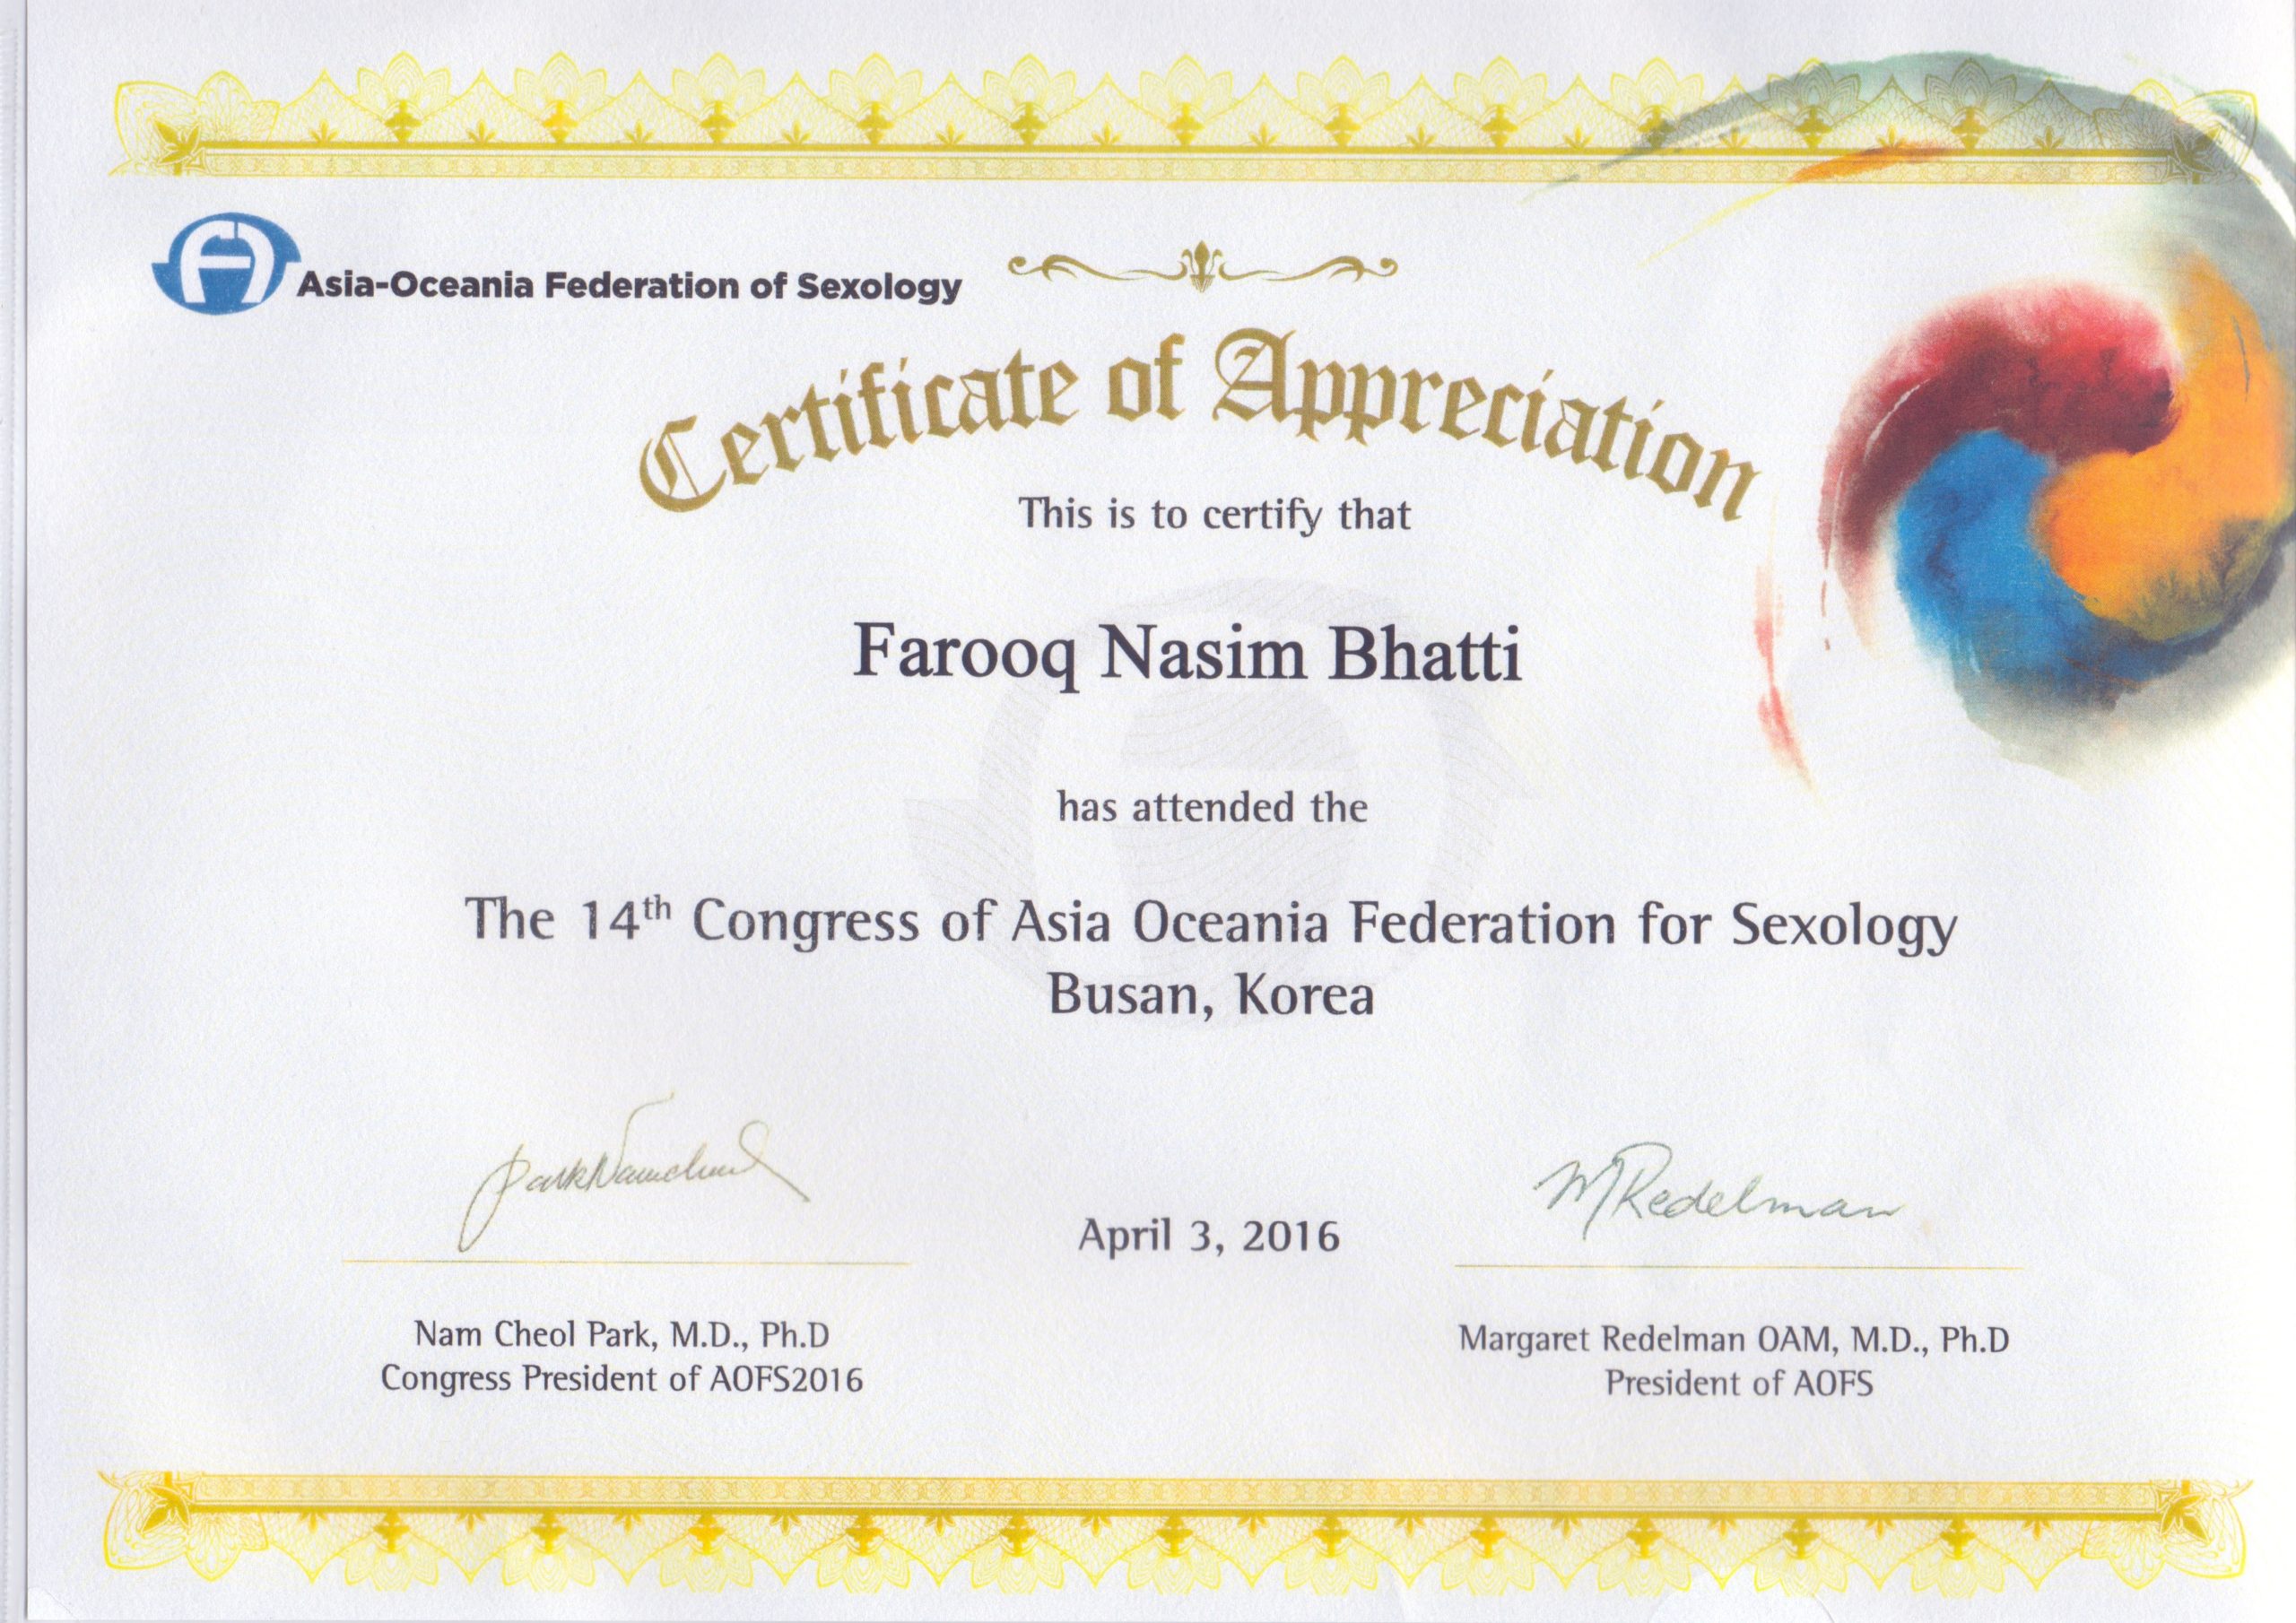 Asia-Oceania Federation of Sexology
Certificate of Appreciation
This is to certify that
Farooq Nasim Bhatti
has attended the
The 14th Congress of Asia Oceania Federation for Sexology
Busan, Korea
ParkNamcheol
MRedelman
April 3, 2016
Nam Cheol Park, M.D., Ph.D
Congress President of AOFS2016
Margaret Redelman OAM, M.D., Ph.D
President of AOFS